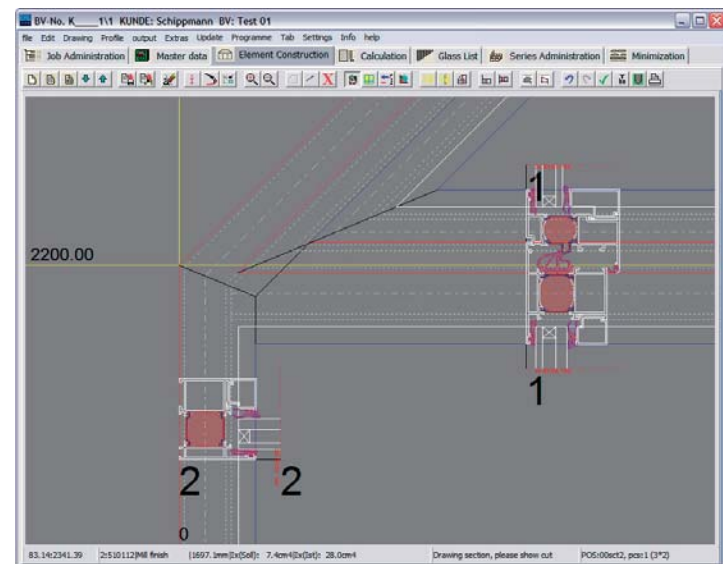 BV-No. K____1\1 KUNDE: Schippmann BV: Test 01
file Edit Drawing Profile output Extras Update Programme Tab Settings Info help
Job Administration Master data Element Construction Calculation Glass List Series Administration Minimization
1
2200.00
1
2 2
0
83.14:2341.39 2:510112|Mill finish |1697.1mm|Ix(Soll): 7.4cm4|Ix(Ist): 28.0cm4 Drawing section, please show cut POS:00sct2, pcs:1 (3*2)